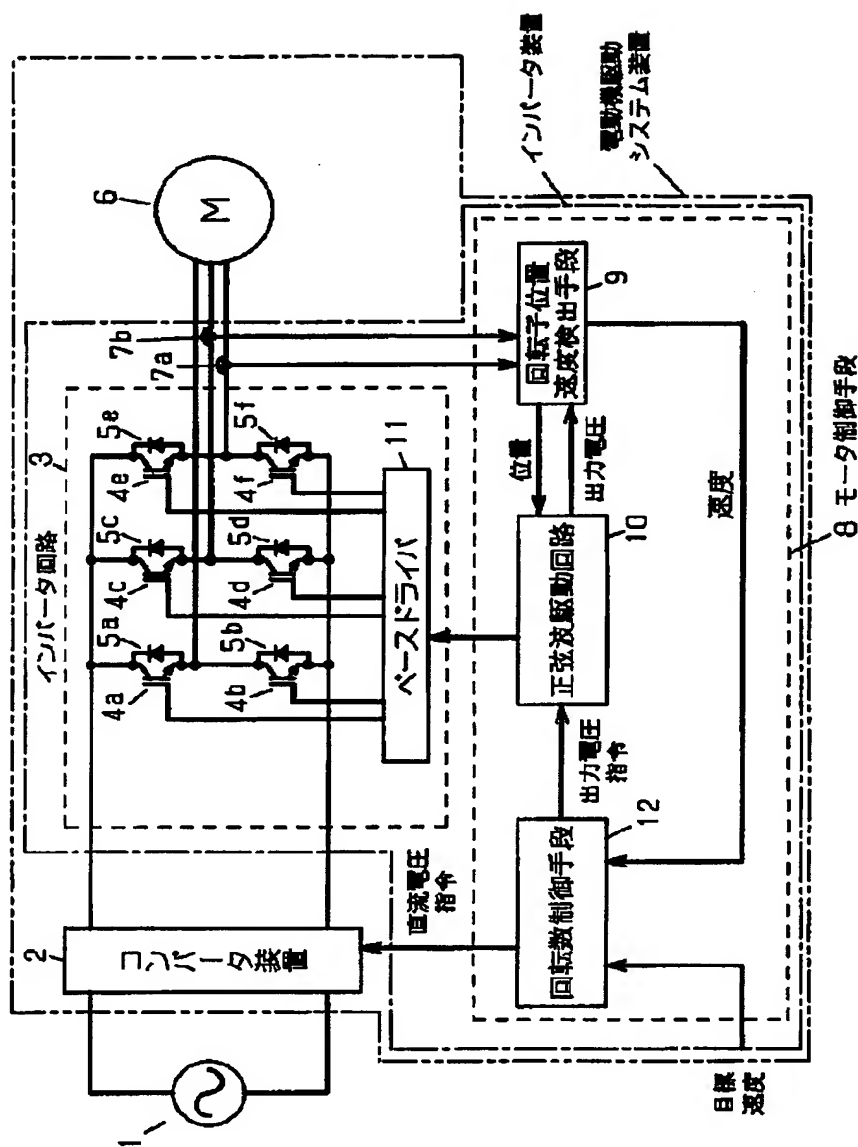 1
2
コンバータ装置
インバータ回路
3
4a
5a
4b
5b
4c
5c
4d
5d
4e
5e
4f
5f
ベースドライバ
11
7a
7b
6
M
直流電圧
指令
目標
速度
回転数制御手段
12
出力電圧
指令
正弦波駆動回路
10
位置
出力電圧
回転子位置
速度検出手段
9
速度
8 モータ制御手段
インバータ装置
電動機駆動
システム装置